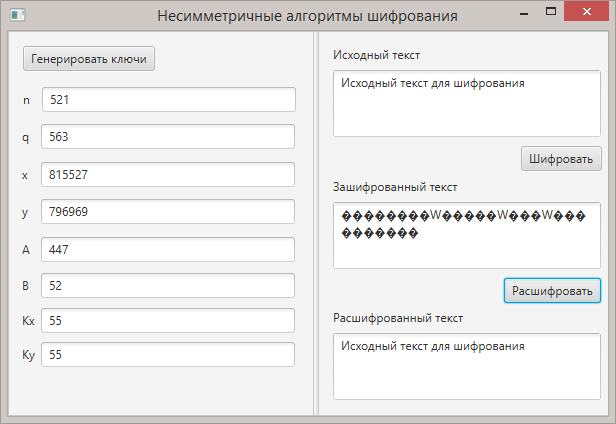 Несимметричные алгоритмы шифрования
Генерировать ключи
n 521
q 563
x 815527
y 796969
A 447
B 52
Kx 55
Ky 55
Исходный текст
Исходный текст для шифрования
Шифровать
Зашифрованный текст
��������W�����W���W���
���������
Расшифровать
Расшифрованный текст
Исходный текст для шифрования